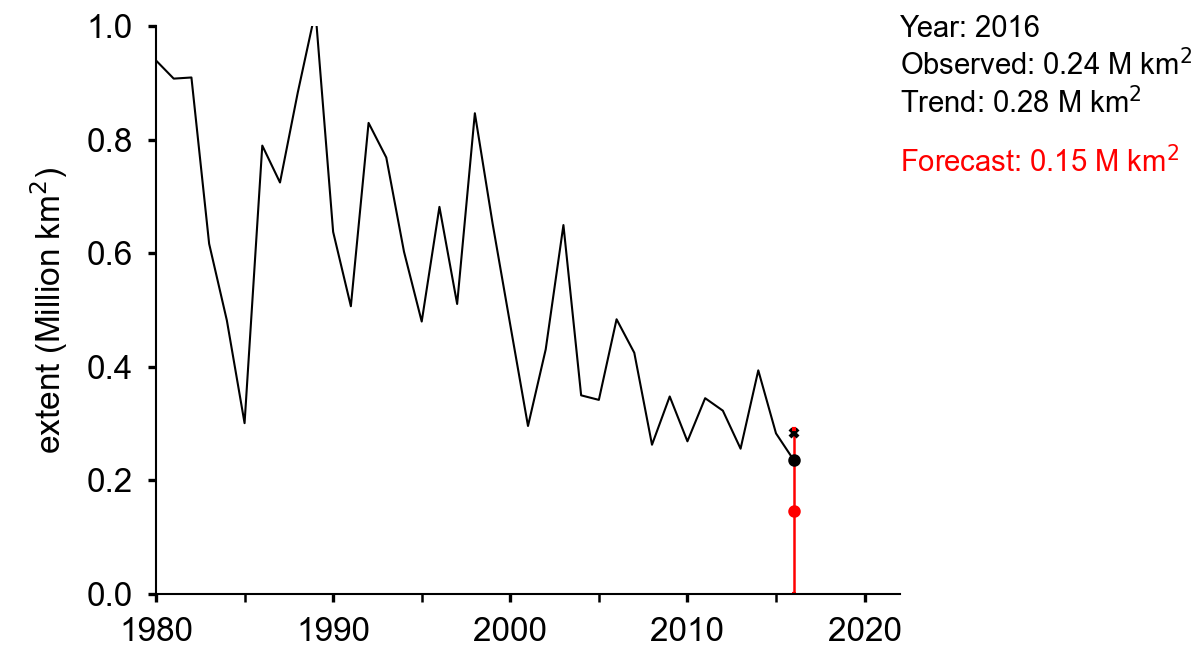 1.0
0.8
0.6
0.4
0.2
0.0
extent (Million km²)
1980
1990
2000
2010
2020
Year: 2016
Observed: 0.24 M km²
Trend: 0.28 M km²
Forecast: 0.15 M km²